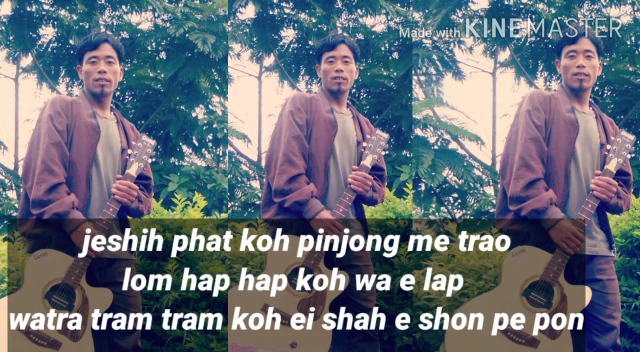 Made with KINEMASTER
jeshih phat koh pinjong me trao
lom hap hap koh wa e lap
watra tram tram koh ei shah e shon pe pon